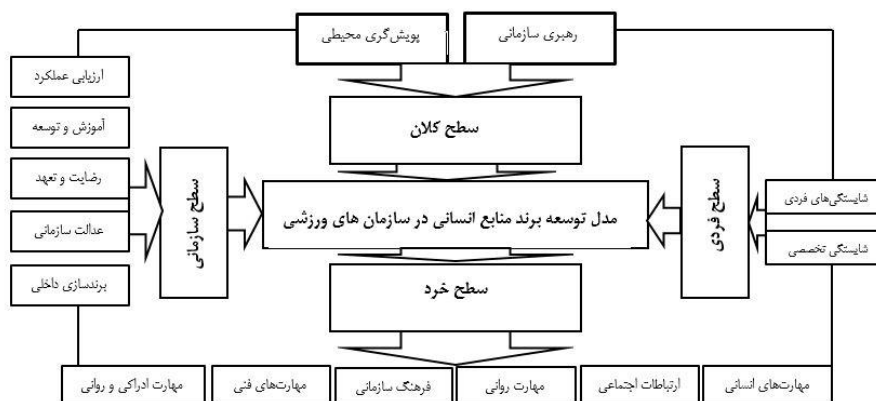 رهبری سازمانی
پویش‌گری محیطی
سطح کلان
ارزیابی عملکرد
آموزش و توسعه
رضایت و تعهد
عدالت سازمانی
برندسازی داخلی
سطح سازمانی
مدل توسعه برند منابع انسانی در سازمان های ورزشی
سطح فردی
شایستگی‌های فردی
شایستگی تخصصی
سطح خرد
مهارت‌های انسانی
ارتباطات اجتماعی
مهارت روانی
فرهنگ سازمانی
مهارت‌های فنی
مهارت ادراکی و روانی